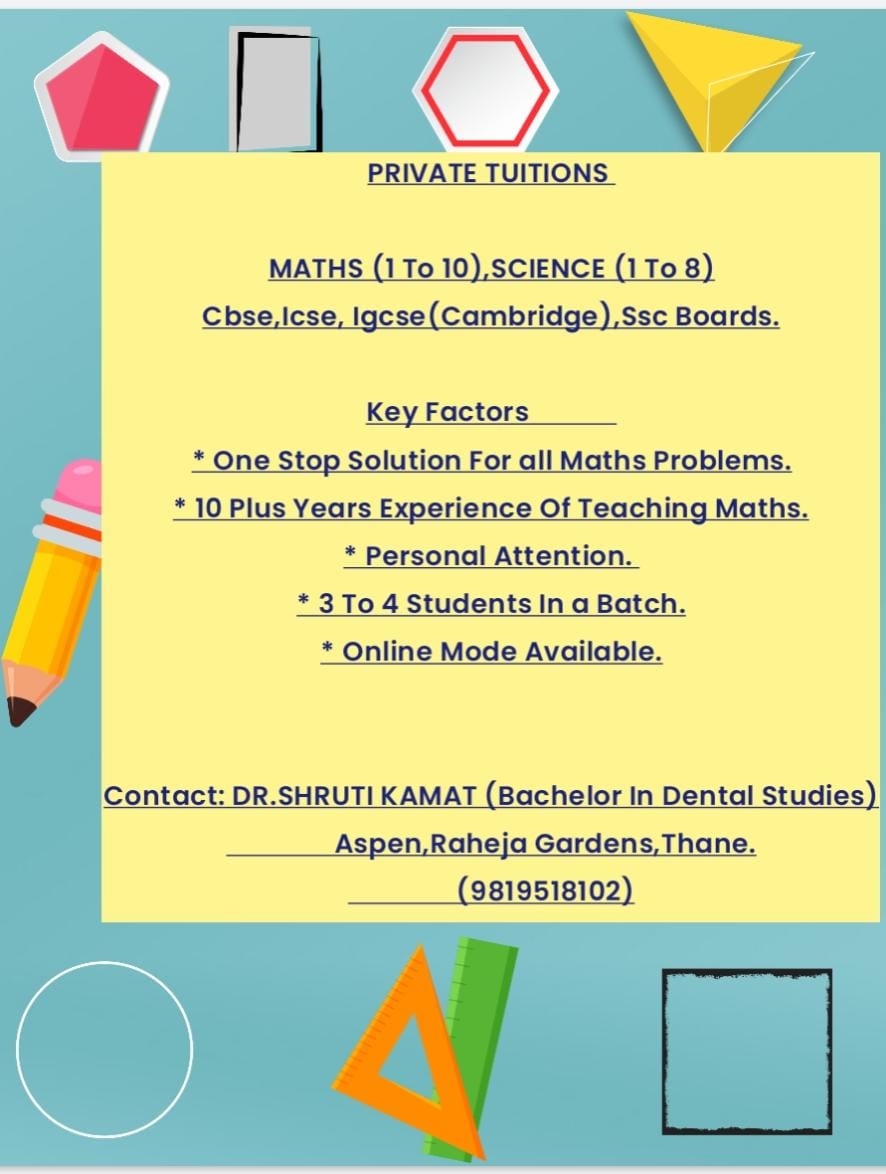 PRIVATE TUITIONS
MATHS (1 To 10),SCIENCE (1 To 8)
Cbse,Icse, Igcse(Cambridge),Ssc Boards.
Key Factors
* One Stop Solution For all Maths Problems.
* 10 Plus Years Experience Of Teaching Maths.
* Personal Attention.
* 3 To 4 Students In a Batch.
* Online Mode Available.
Contact: DR.SHRUTI KAMAT (Bachelor In Dental Studies)
Aspen,Raheja Gardens,Thane.
(9819518102)